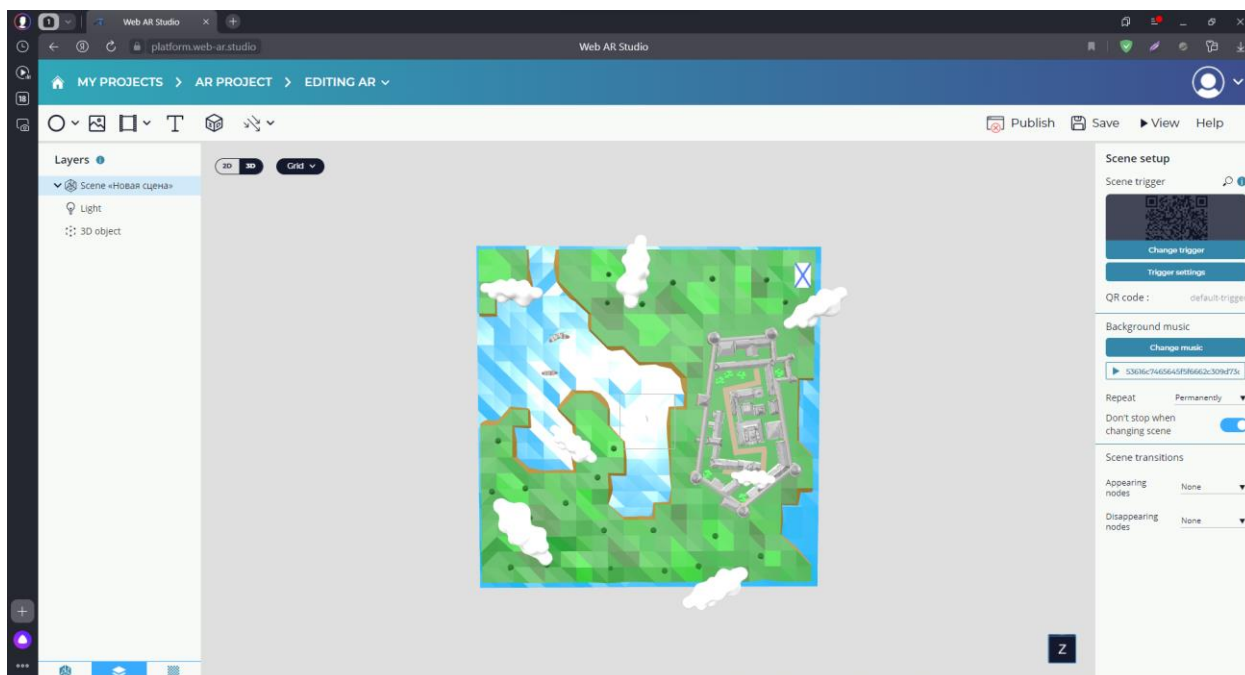 1 Web AR Studio
platform.web-ar.studio Web AR Studio
18
MY PROJECTS > AR PROJECT > EDITING AR
T Publish Save View Help
Layers
Scene «Новая сцена»
Light
3D object
2D 3D Grid
Z
Scene setup
Scene trigger
Change trigger
Trigger settings
QR code : default-trigge
Background music
Change music
Repeat Permanently
Don't stop when
changing scene
Scene transitions
Appearing
nodes
None
Disappearing
nodes
None